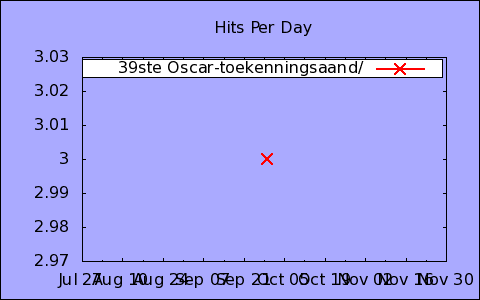 Hits Per Day
39ste Oscar-toekenningsaand/
3.03
3.02
3.01
3
2.99
2.98
2.97
Jul 27 Aug 10 Aug 24 Sep 07 Sep 21 Oct 05 Oct 19 Nov 02 Nov 16 Nov 30